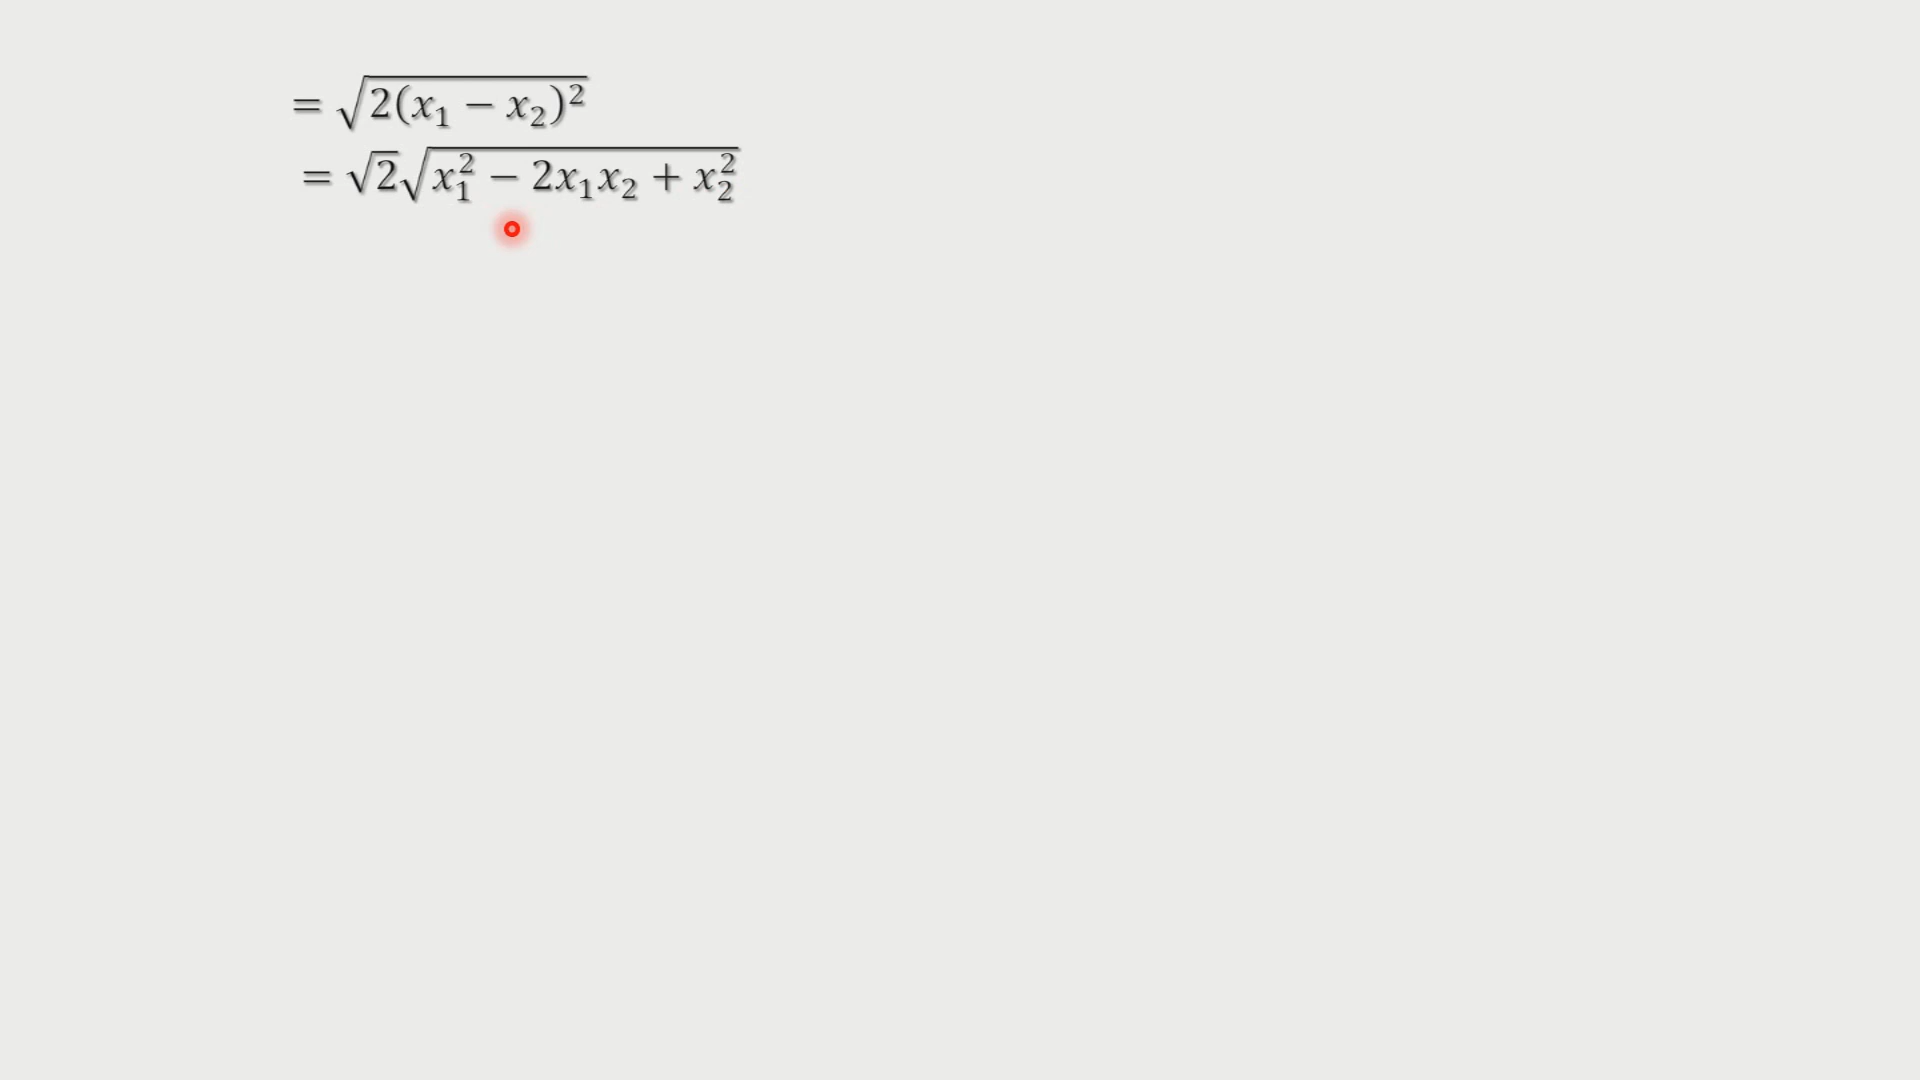 = √2(x₁ − x₂)²
= √2√x₁² − 2x₁x₂ + x₂²